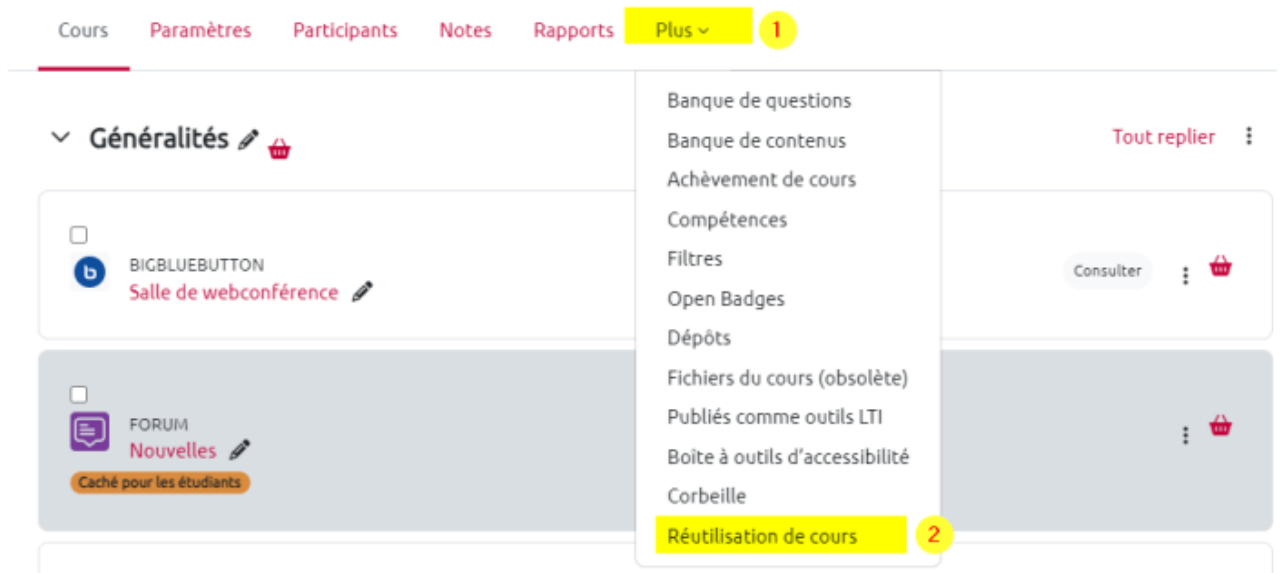 Cours Paramètres Participants Notes Rapports Plus 1
Banque de questions
Banque de contenus
Achèvement de cours
Compétences
Filtres
Open Badges
Dépôts
Fichiers du cours (obsolète)
Publiés comme outils LTI
Boîte à outils d'accessibilité
Corbeille
Réutilisation de cours 2
Généralités
Tout replier
BIGBLUEBUTTON
Salle de webconférence
Consulter
FORUM
Nouvelles
Caché pour les étudiants